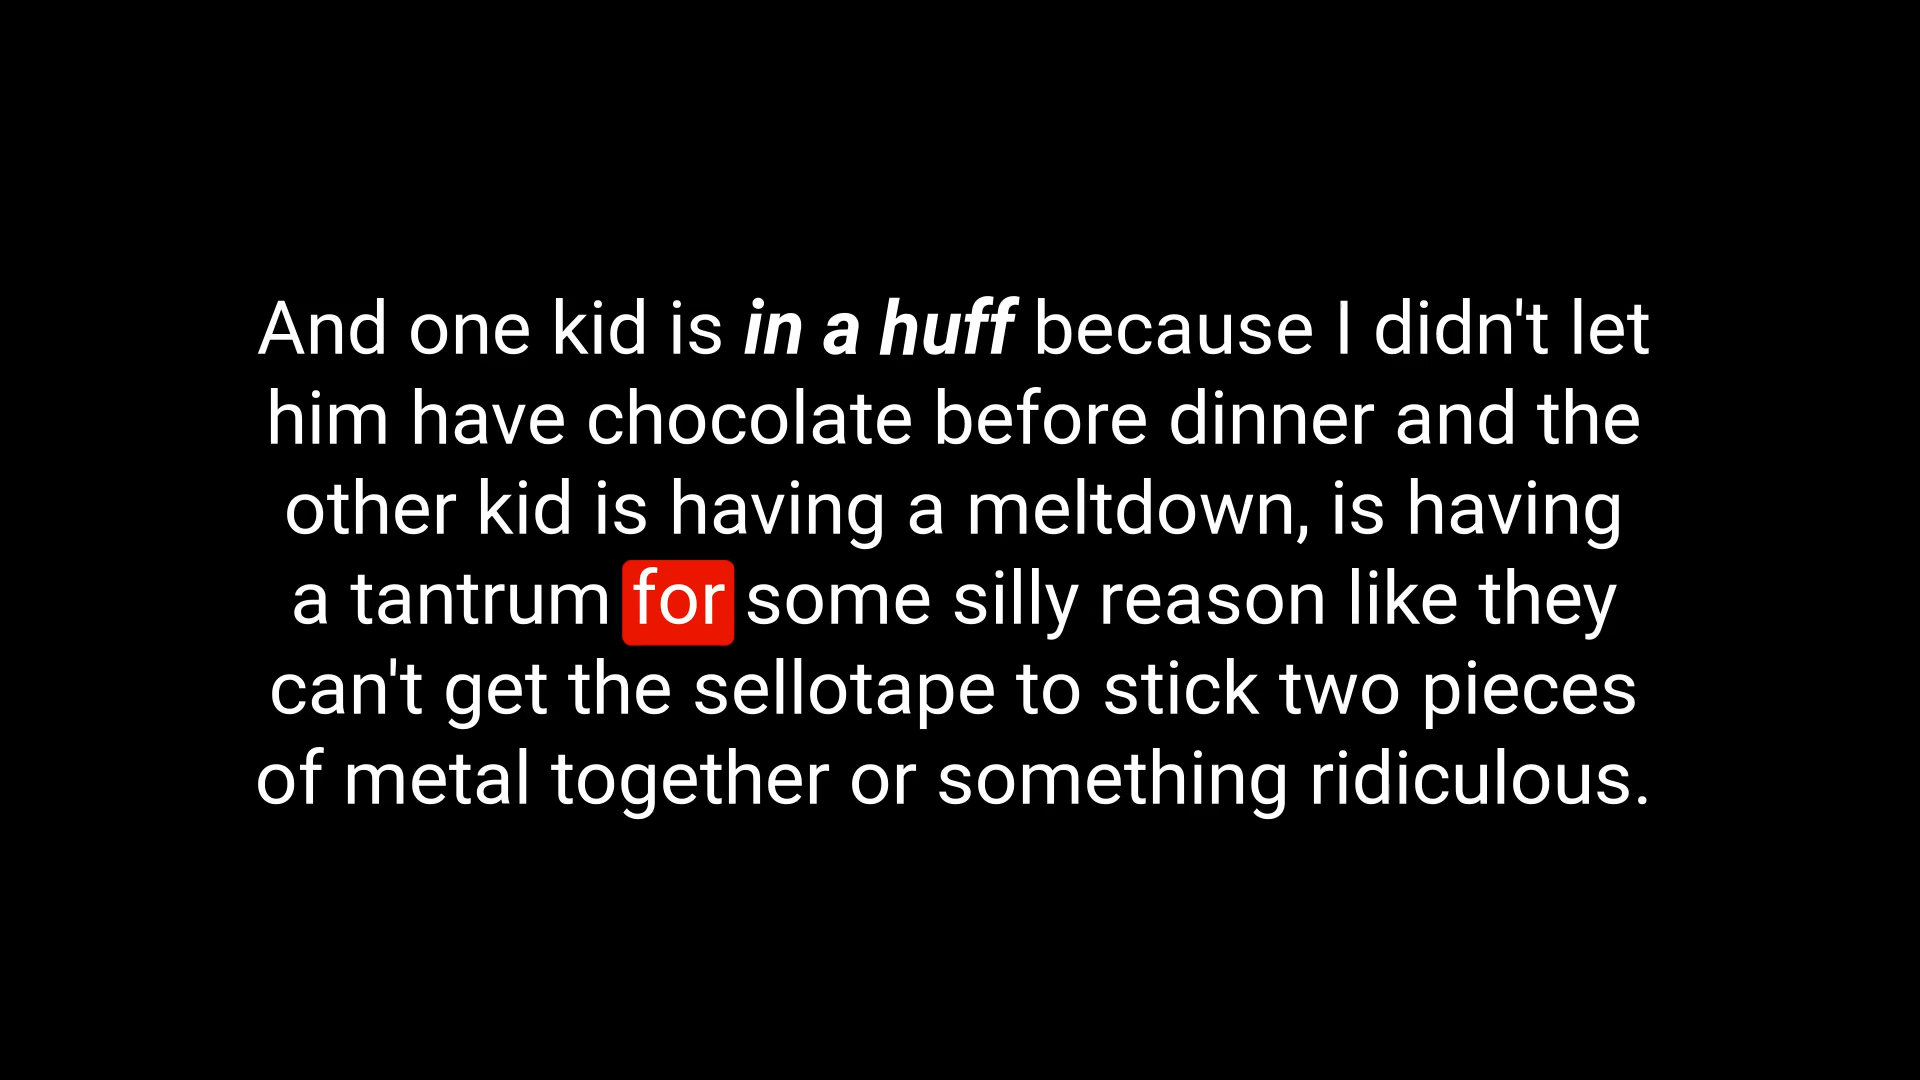 And one kid is in a huff because I didn't let
him have chocolate before dinner and the
other kid is having a meltdown, is having
a tantrum for some silly reason like they
can't get the sellotape to stick two pieces
of metal together or something ridiculous.